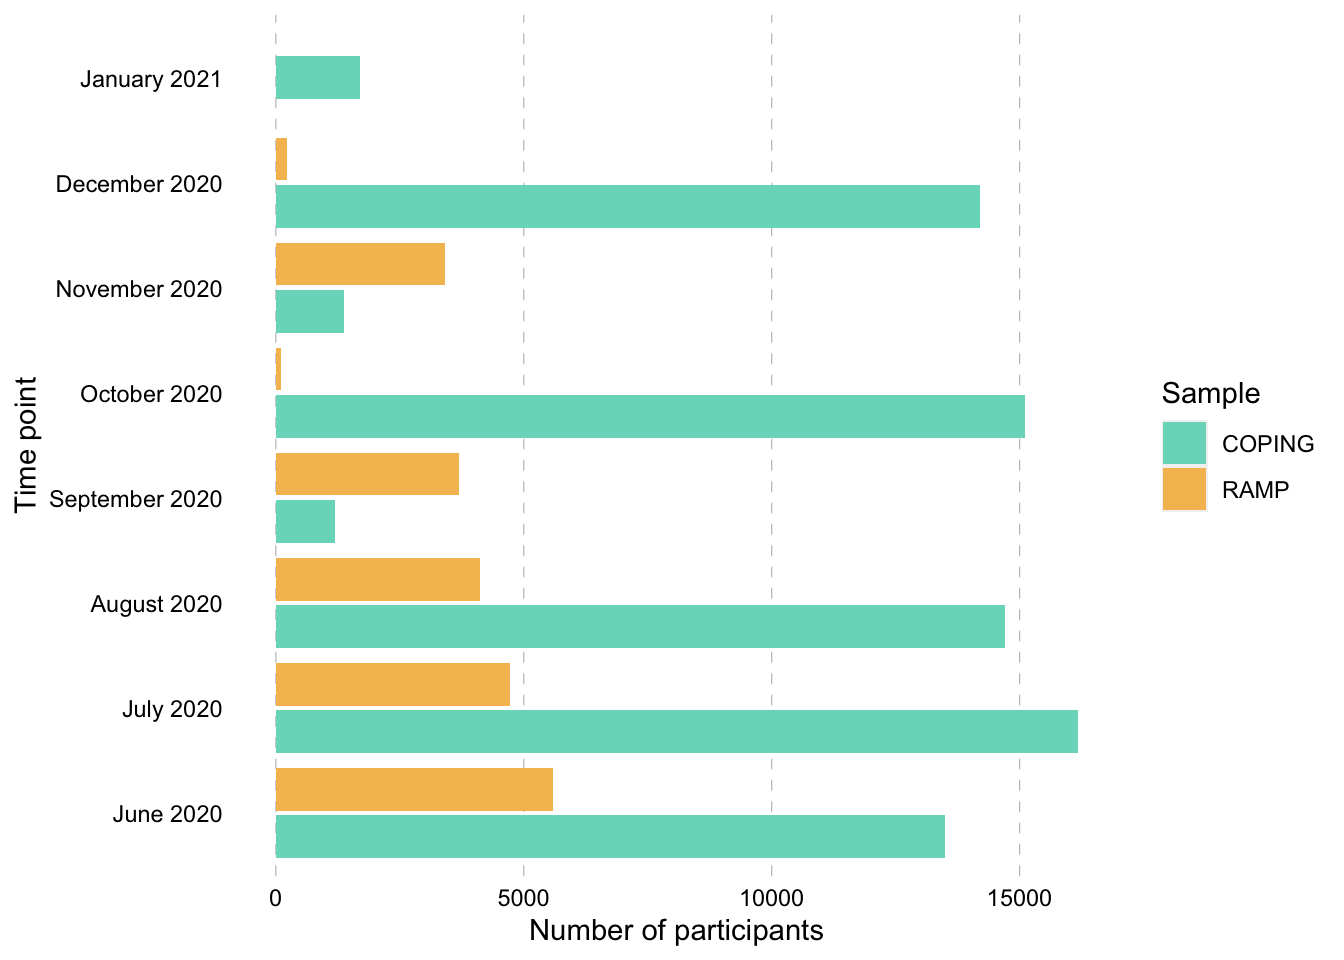 January 2021
December 2020
November 2020
October 2020
September 2020
August 2020
July 2020
June 2020
Time point
0 5000 10000 15000
Number of participants
Sample
COPING
RAMP